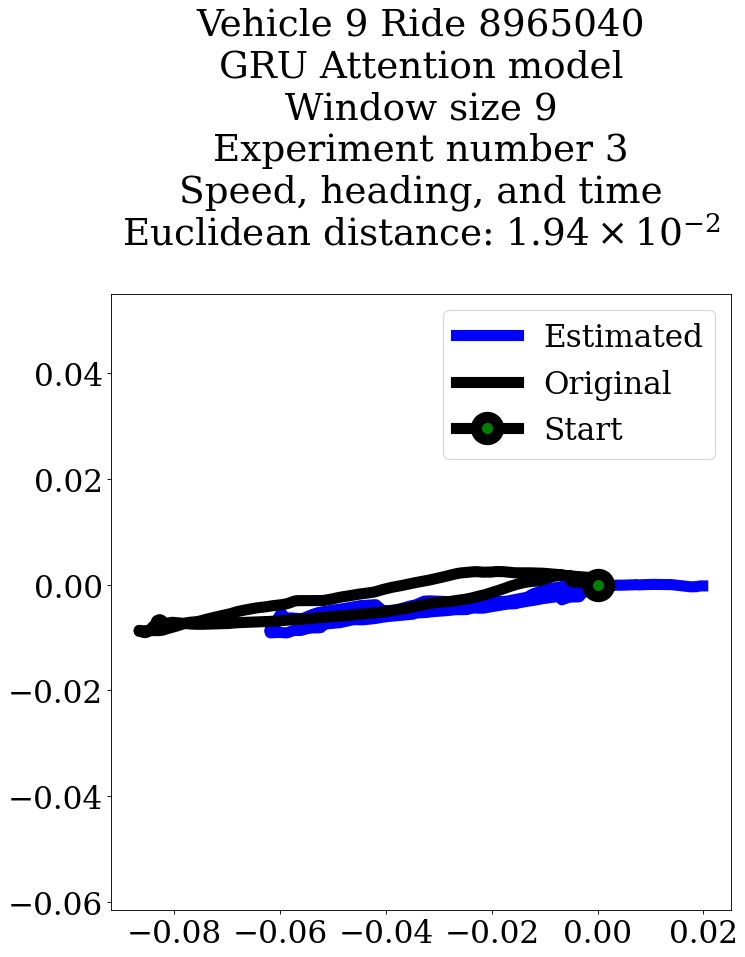 Vehicle 9 Ride 8965040
GRU Attention model
Window size 9
Experiment number 3
Speed, heading, and time
Euclidean distance: 1.94 × 10⁻²
Estimated
Original
Start
0.04
0.02
0.00
−0.02
−0.04
−0.06
−0.08 −0.06 −0.04 −0.02 0.00 0.02